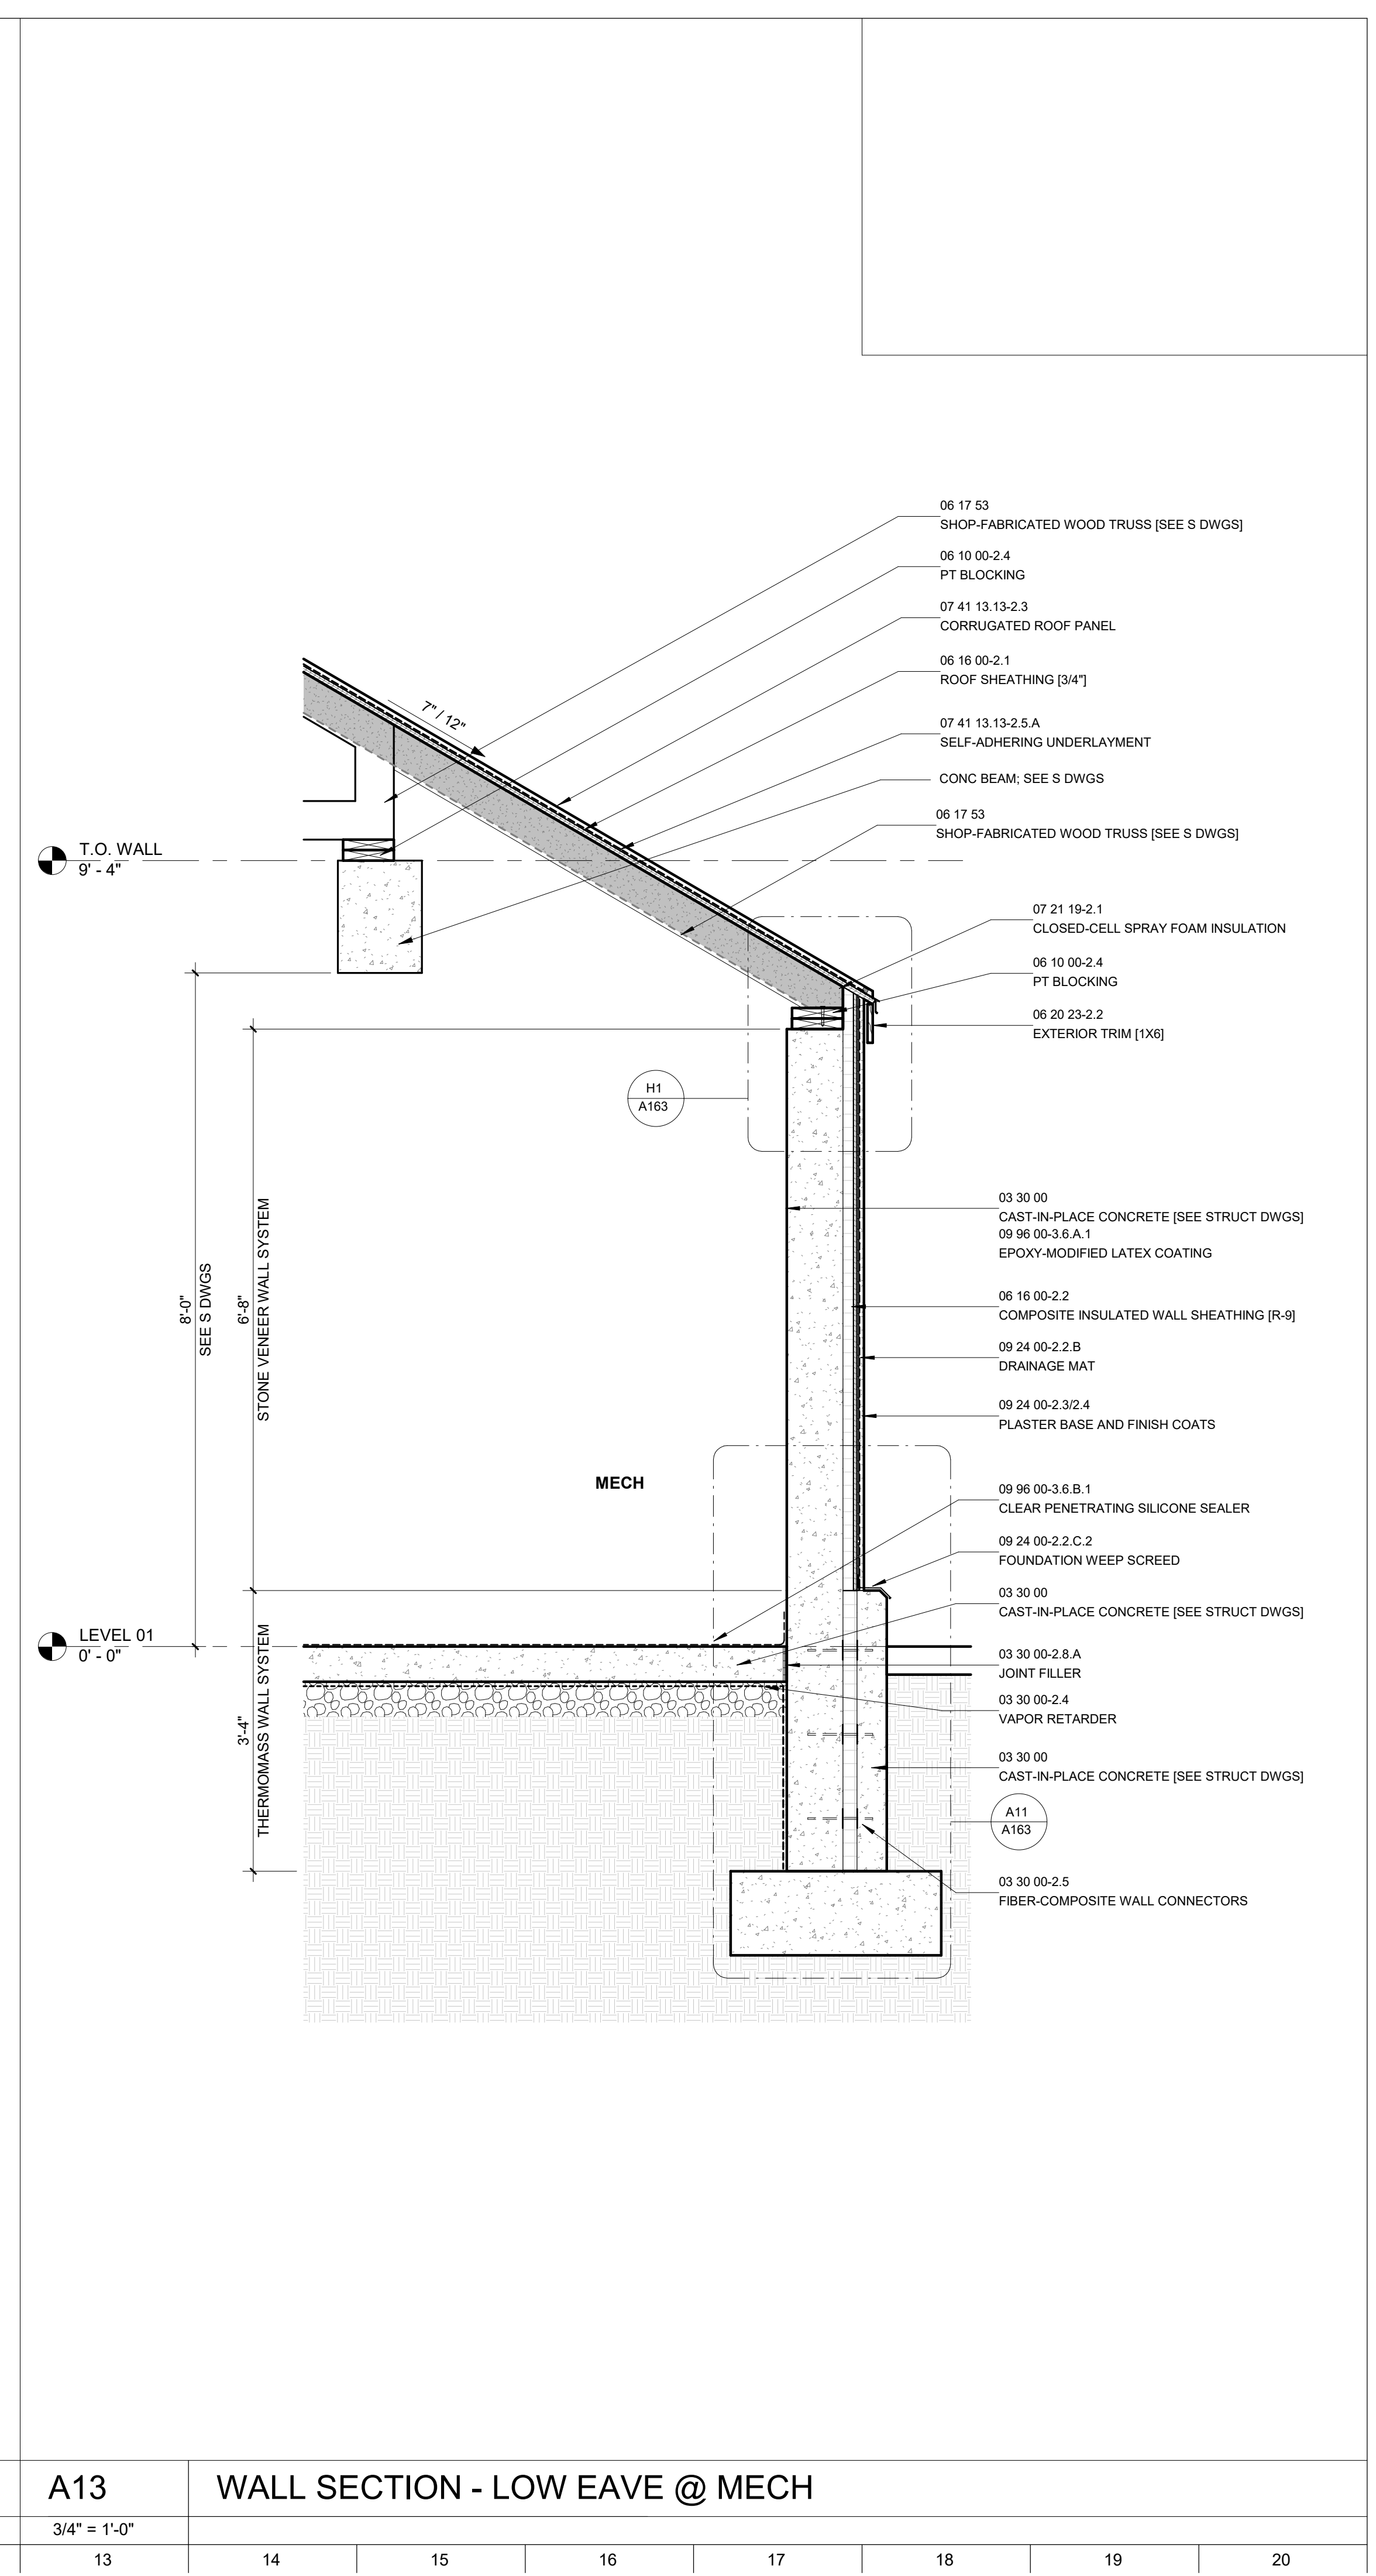 06 17 53
SHOP-FABRICATED WOOD TRUSS [SEE S DWGS]
06 10 00-2.4
PT BLOCKING
07 41 13.13-2.3
CORRUGATED ROOF PANEL
06 16 00-2.1
ROOF SHEATHING [3/4"]
07 41 13.13-2.5.A
SELF-ADHERING UNDERLAYMENT
CONC BEAM; SEE S DWGS
06 17 53
SHOP-FABRICATED WOOD TRUSS [SEE S DWGS]
7" / 12"
T.O. WALL
9' - 4"
07 21 19-2.1
CLOSED-CELL SPRAY FOAM INSULATION
06 10 00-2.4
PT BLOCKING
06 20 23-2.2
EXTERIOR TRIM [1X6]
H1
A163
03 30 00
CAST-IN-PLACE CONCRETE [SEE STRUCT DWGS]
09 96 00-3.6.A.1
EPOXY-MODIFIED LATEX COATING
8'-0"
SEE S DWGS
6'-8"
STONE VENEER WALL SYSTEM
06 16 00-2.2
COMPOSITE INSULATED WALL SHEATHING [R-9]
09 24 00-2.2.B
DRAINAGE MAT
09 24 00-2.3/2.4
PLASTER BASE AND FINISH COATS
MECH
09 96 00-3.6.B.1
CLEAR PENETRATING SILICONE SEALER
09 24 00-2.2.C.2
FOUNDATION WEEP SCREED
03 30 00
CAST-IN-PLACE CONCRETE [SEE STRUCT DWGS]
LEVEL 01
0' - 0"
03 30 00-2.8.A
JOINT FILLER
03 30 00-2.4
VAPOR RETARDER
3'-4"
THERMOMASS WALL SYSTEM
03 30 00
CAST-IN-PLACE CONCRETE [SEE STRUCT DWGS]
A11
A163
03 30 00-2.5
FIBER-COMPOSITE WALL CONNECTORS
A13
WALL SECTION - LOW EAVE @ MECH
3/4" = 1'-0"
13 14 15 16 17 18 19 20